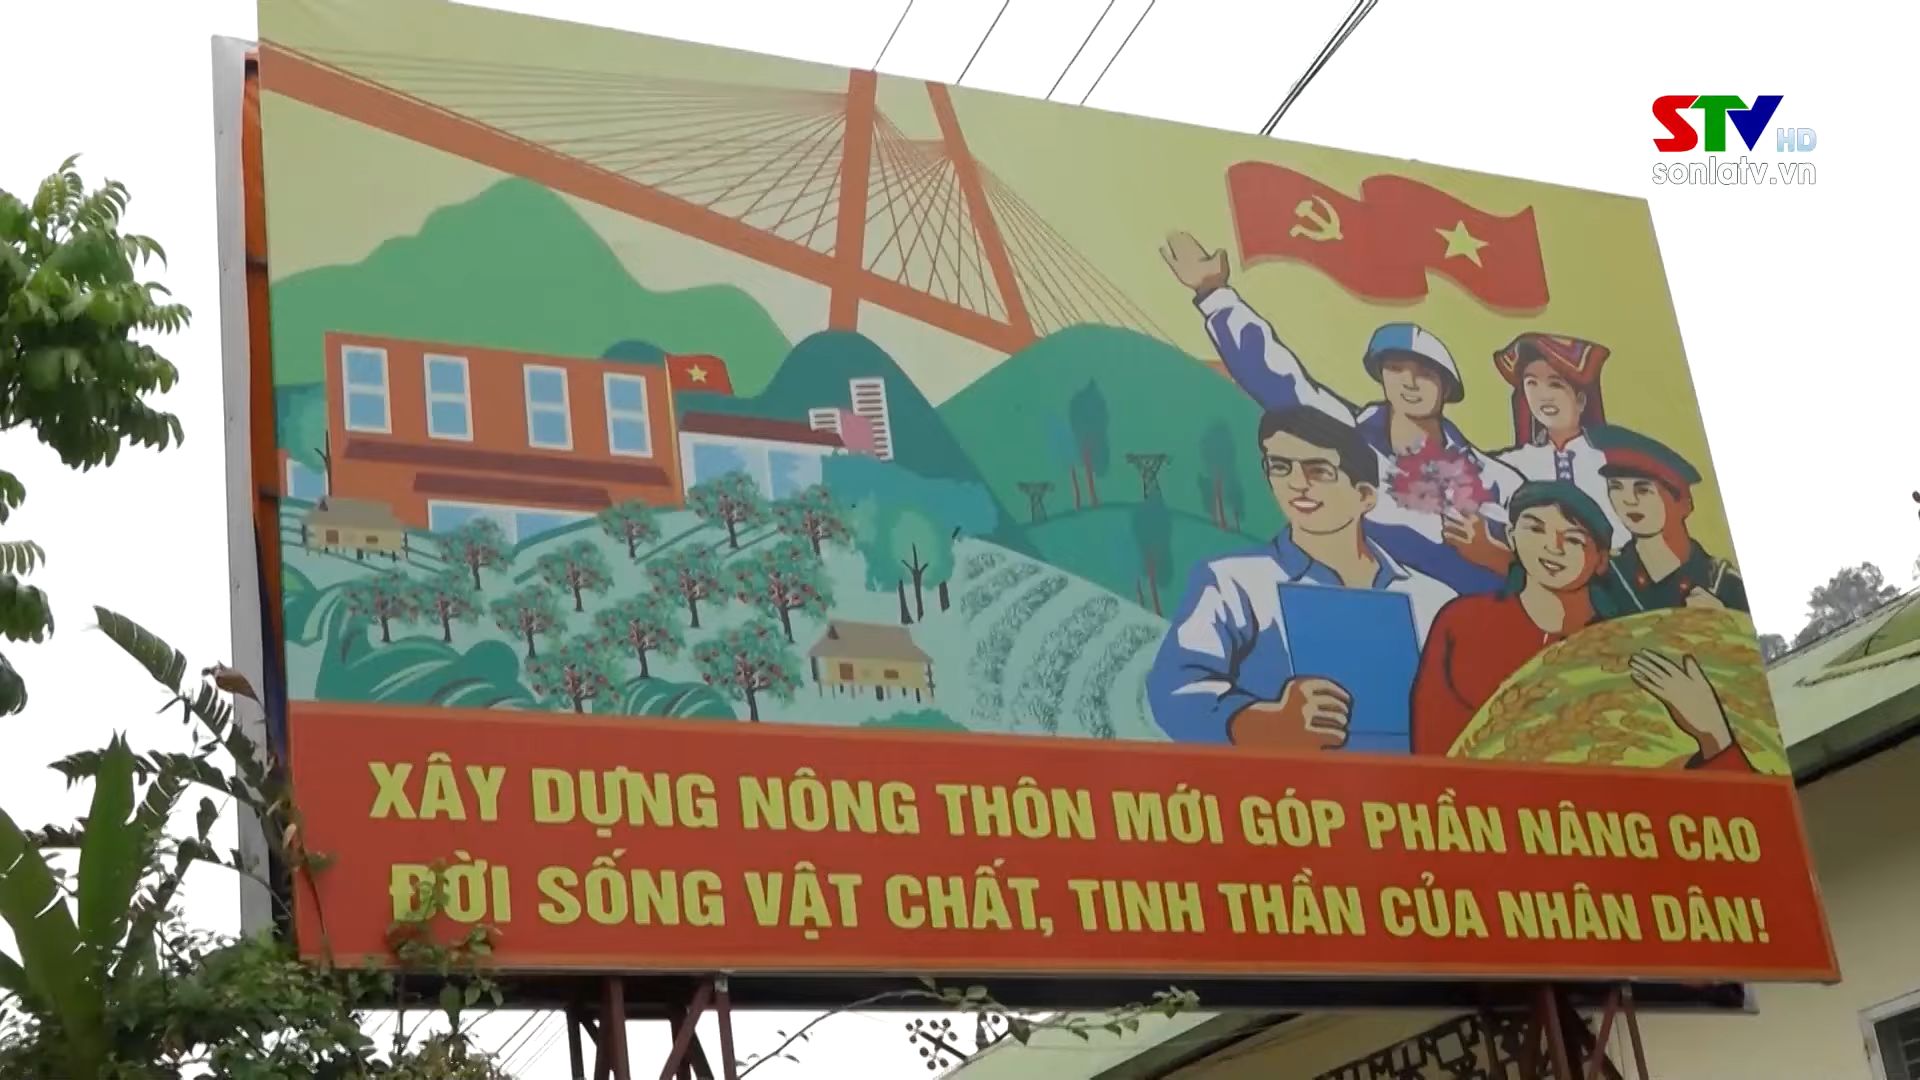 STV HD
sonlatv.vn
XÂY DỰNG NÔNG THÔN MỚI GÓP PHẦN NÂNG CAO
ĐỜI SỐNG VẬT CHẤT, TINH THẦN CỦA NHÂN DÂN!